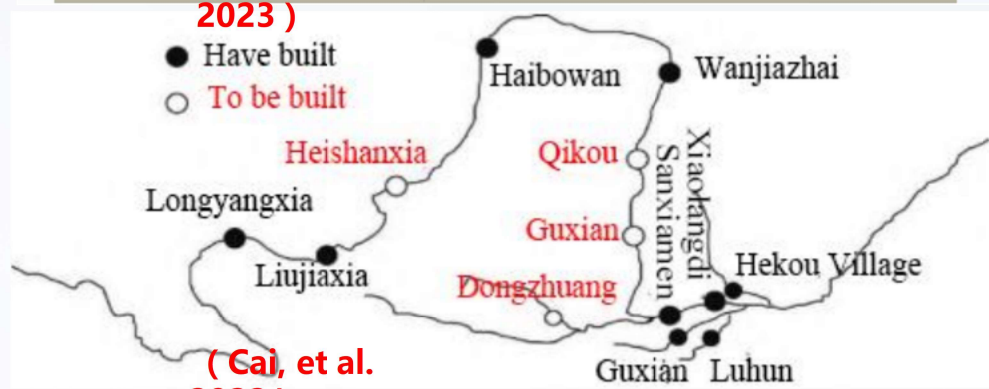 2023 )
Have built
To be built
Haibowan
Wanjiazhai
Heishanxia
Qikou
Xiaolangdi
Sanxiamen
Longyangxia
Guxian
Liujiaxia
Dongzhuang
Hekou Village
Guxian
Luhun
( Cai, et al.